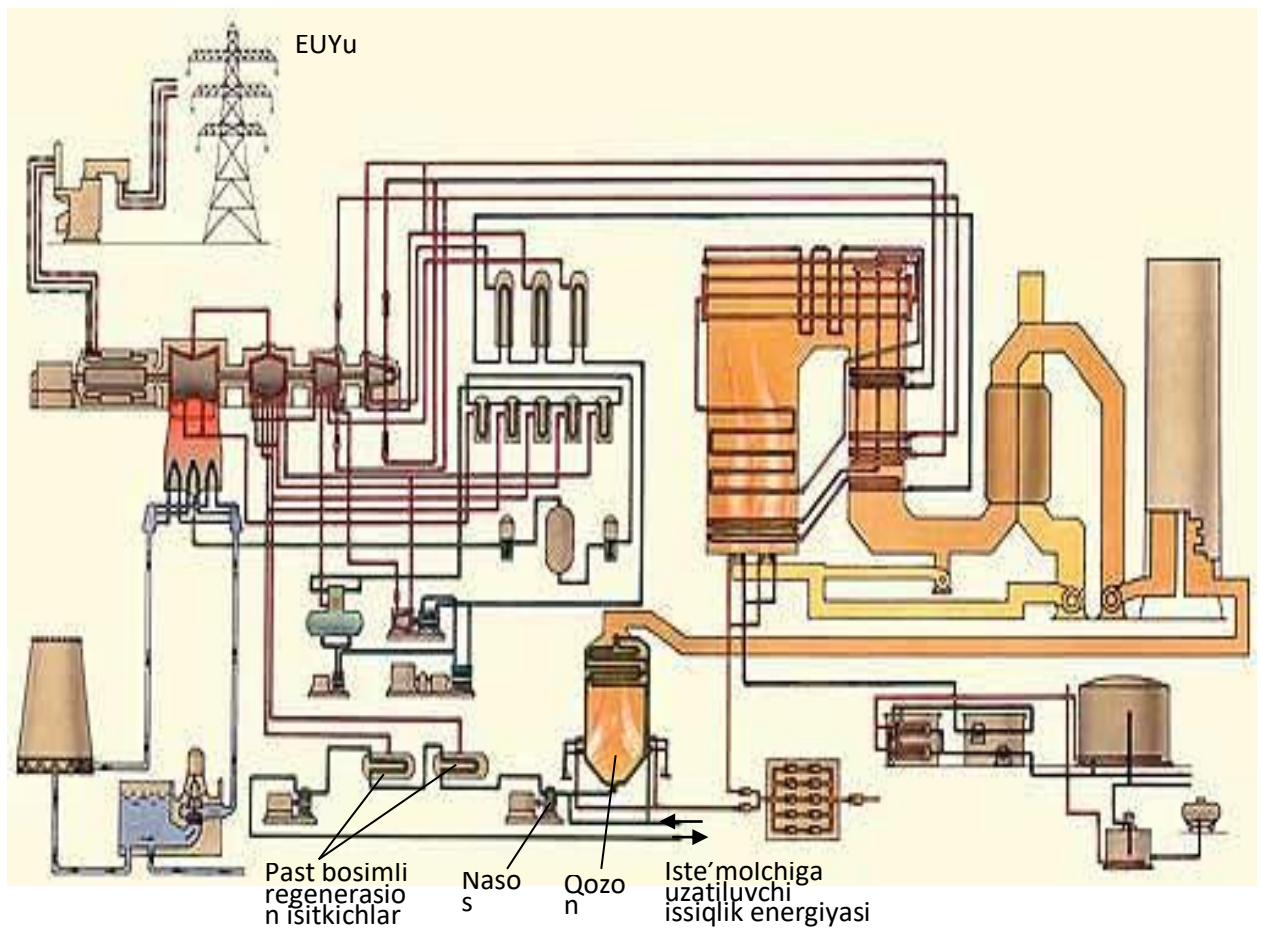 EUYu
Past bosimli
regenerasio
n isitkichlar
Naso
s
Qozo
n
Iste’molchiga
uzatiluvchi
issiqlik energiyasi